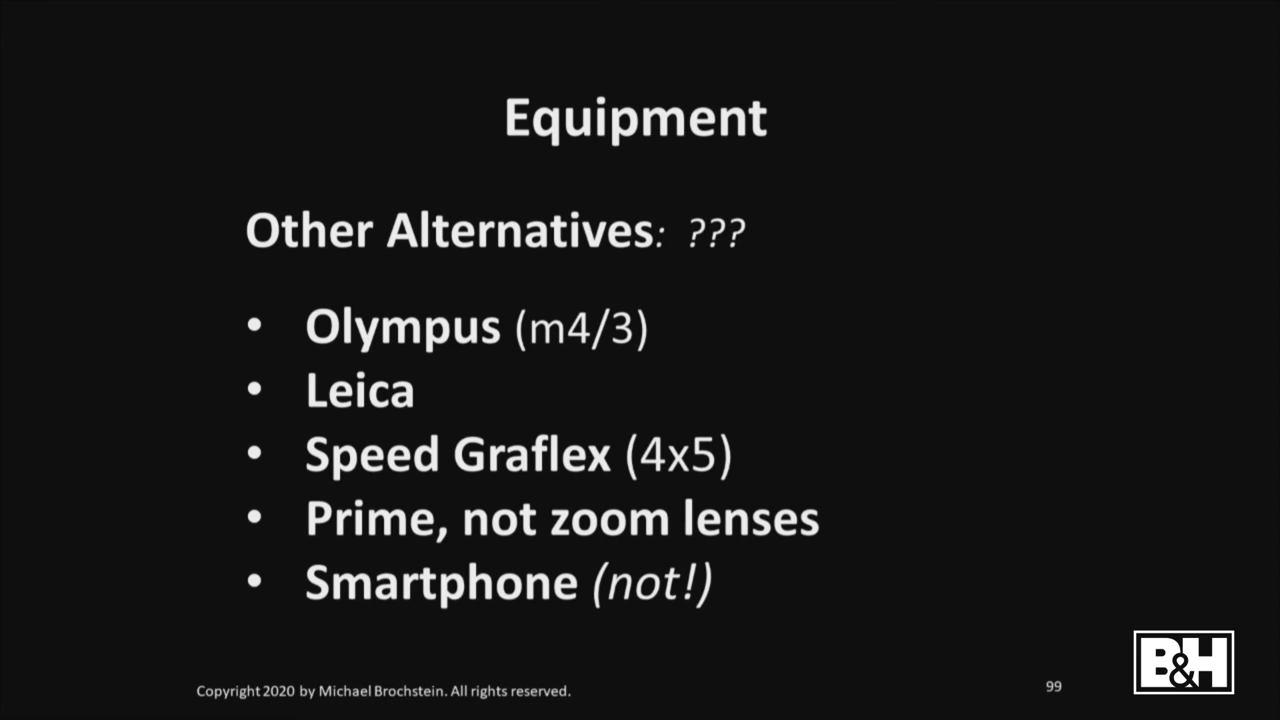 Equipment
Other Alternatives: ???
• Olympus (m4/3)
• Leica
• Speed Graflex (4x5)
• Prime, not zoom lenses
• Smartphone (not!)
Copyright 2020 by Michael Brochstein. All rights reserved.
99
B&H